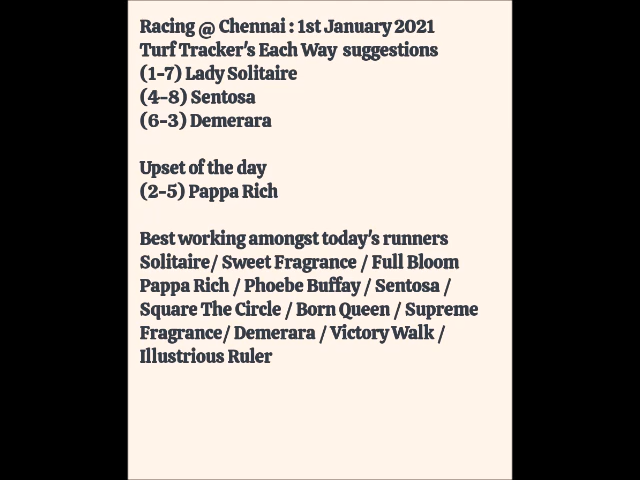 Racing @ Chennai : 1st January 2021
Turf Tracker's Each Way suggestions
(1-7) Lady Solitaire
(4-8) Sentosa
(6-3) Demerara
Upset of the day
(2-5) Pappa Rich
Best working amongst today's runners
Solitaire/ Sweet Fragrance / Full Bloom
Pappa Rich / Phoebe Buffay / Sentosa /
Square The Circle / Born Queen / Supreme
Fragrance/ Demerara / Victory Walk /
Illustrious Ruler